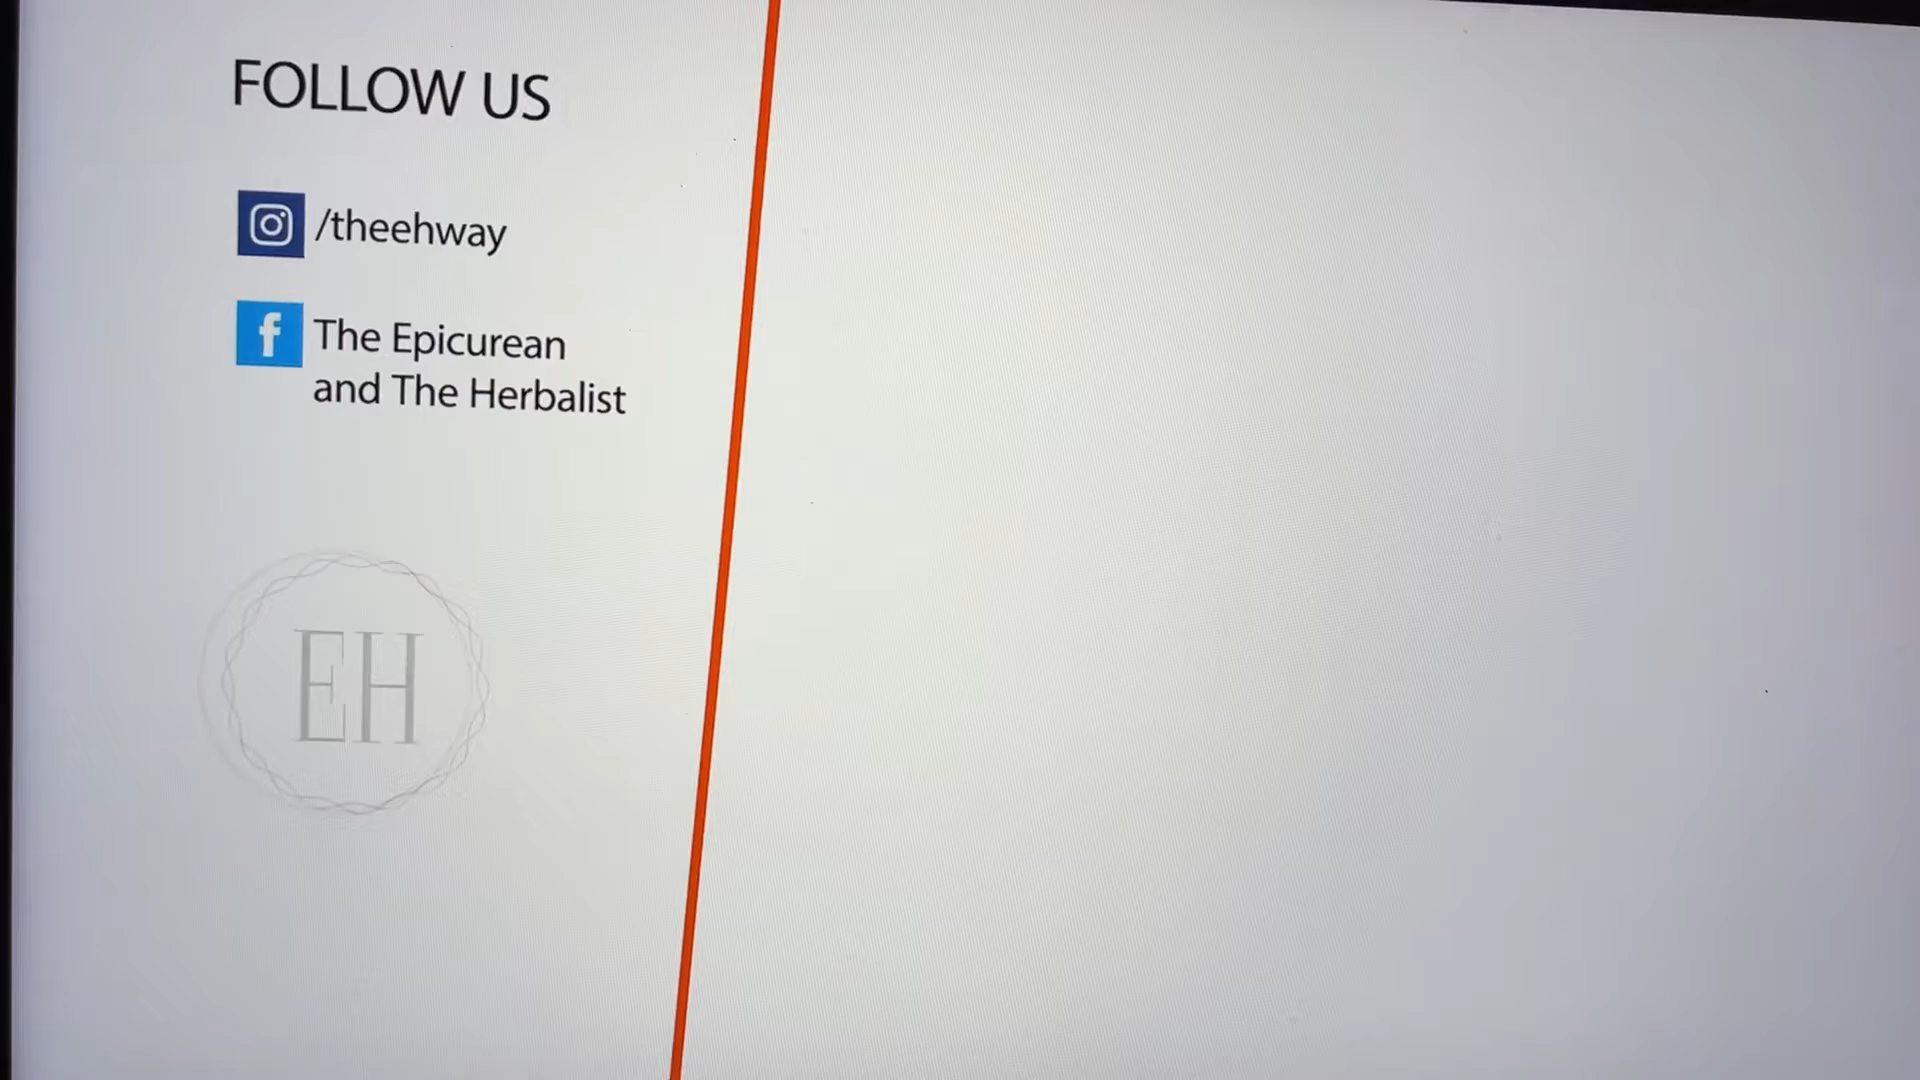 FOLLOW US
/theehway
The Epicurean
and The Herbalist
EH